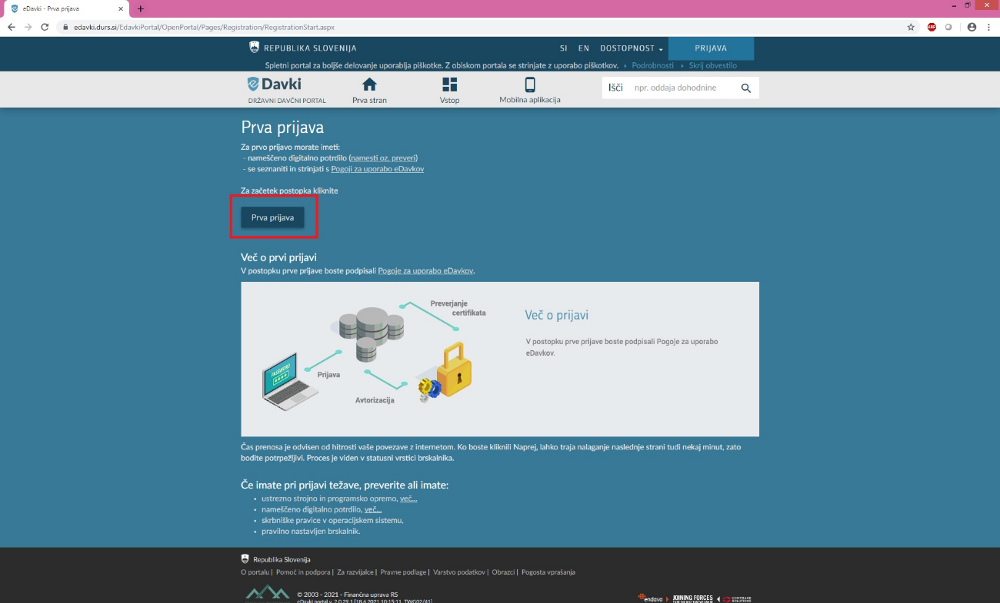 eDavki - Prva prijava
edavki.durs.si/EdavkiPortal/OpenPortal/Pages/Registration/RegistrationStart.aspx
ABP
REPUBLIKA SLOVENIJA
SI EN DOSTOPNOST PRIJAVA
Spletni portal za boljše delovanje uporablja piškotke. Z obiskom portala se strinjate z uporabo piškotkov. › Podrobnosti › Skrij obvestilo
eDavki
DRŽAVNI DAVČNI PORTAL
Prva stran
Vstop
Mobilna aplikacija
Išči npr. oddaja dohodnine
Prva prijava
Za prvo prijavo morate imeti:
- nameščeno digitalno potrdilo (namesti oz. preveri)
- se seznaniti in strinjati s Pogoji za uporabo eDavkov
Za začetek postopka kliknite
Prva prijava
Več o prvi prijavi
V postopku prve prijave boste podpisali Pogoje za uporabo eDavkov.
Preverjanje
certifikata
Več o prijavi
V postopku prve prijave boste podpisali Pogoje za uporabo
eDavkov.
PASSWORD
Prijava
Avtorizacija
Čas prenosa je odvisen od hitrosti vaše povezave z internetom. Ko boste kliknili Naprej, lahko traja nalaganje naslednje strani tudi nekaj minut, zato
bodite potrpežljivi. Proces je viden v statusni vrstici brskalnika.
Če imate pri prijavi težave, preverite ali imate:
• ustrezno strojno in programsko opremo, več...
• nameščeno digitalno potrdilo, več...
• skrbniške pravice v operacijskem sistemu,
• pravilno nastavljen brskalnik.
Republika Slovenija
O portalu | Pomoč in podpora | Za razvijalce | Pravne podlage | Varstvo podatkov | Obrazci | Pogosta vprašanja
© 2003 - 2021 - Finančna uprava RS
eDavki portal v. 2.0.29.1 [18.6.2021 10:15:11, TWG02/61]
endava JOINING FORCES COMTRADE
SOLUTIONS